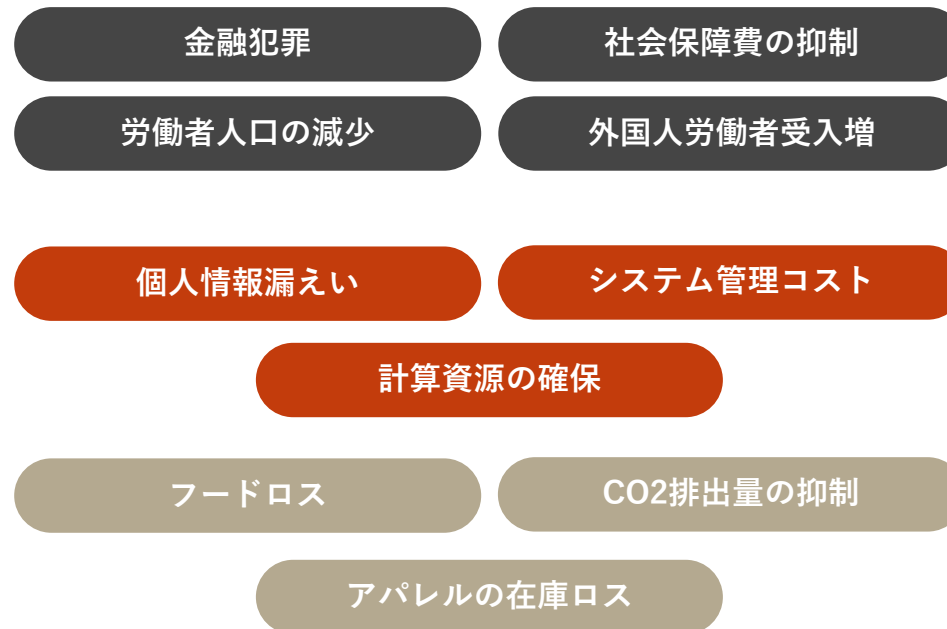 金融犯罪
社会保障費の抑制
労働者人口の減少
外国人労働者受入増
個人情報漏えい
システム管理コスト
計算資源の確保
フードロス
CO2排出量の抑制
アパレルの在庫ロス